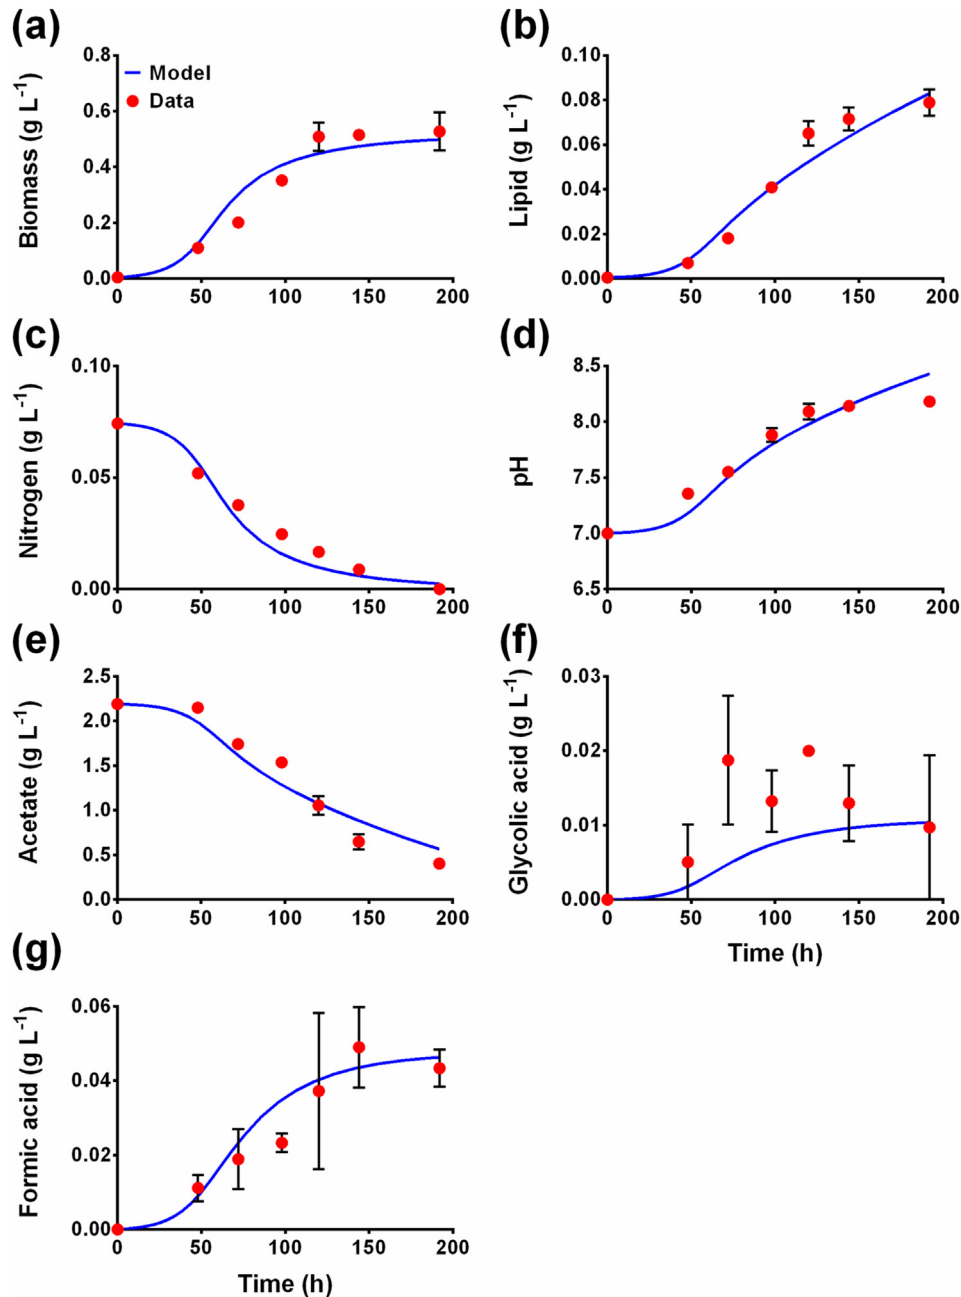 (a)
Biomass (g L⁻¹)
0.8
0.6
0.4
0.2
0.0
0 50 100 150 200
Model
Data
(b)
Lipid (g L⁻¹)
0.10
0.08
0.06
0.04
0.02
0.00
0 50 100 150 200
(c)
Nitrogen (g L⁻¹)
0.10
0.05
0.00
0 50 100 150 200
(d)
pH
8.5
8.0
7.5
7.0
6.5
0 50 100 150 200
(e)
Acetate (g L⁻¹)
2.5
2.0
1.5
1.0
0.5
0.0
0 50 100 150 200
(f)
Glycolic acid (g L⁻¹)
0.03
0.02
0.01
0.00
0 50 100 150 200
Time (h)
(g)
Formic acid (g L⁻¹)
0.06
0.04
0.02
0.00
0 50 100 150 200
Time (h)